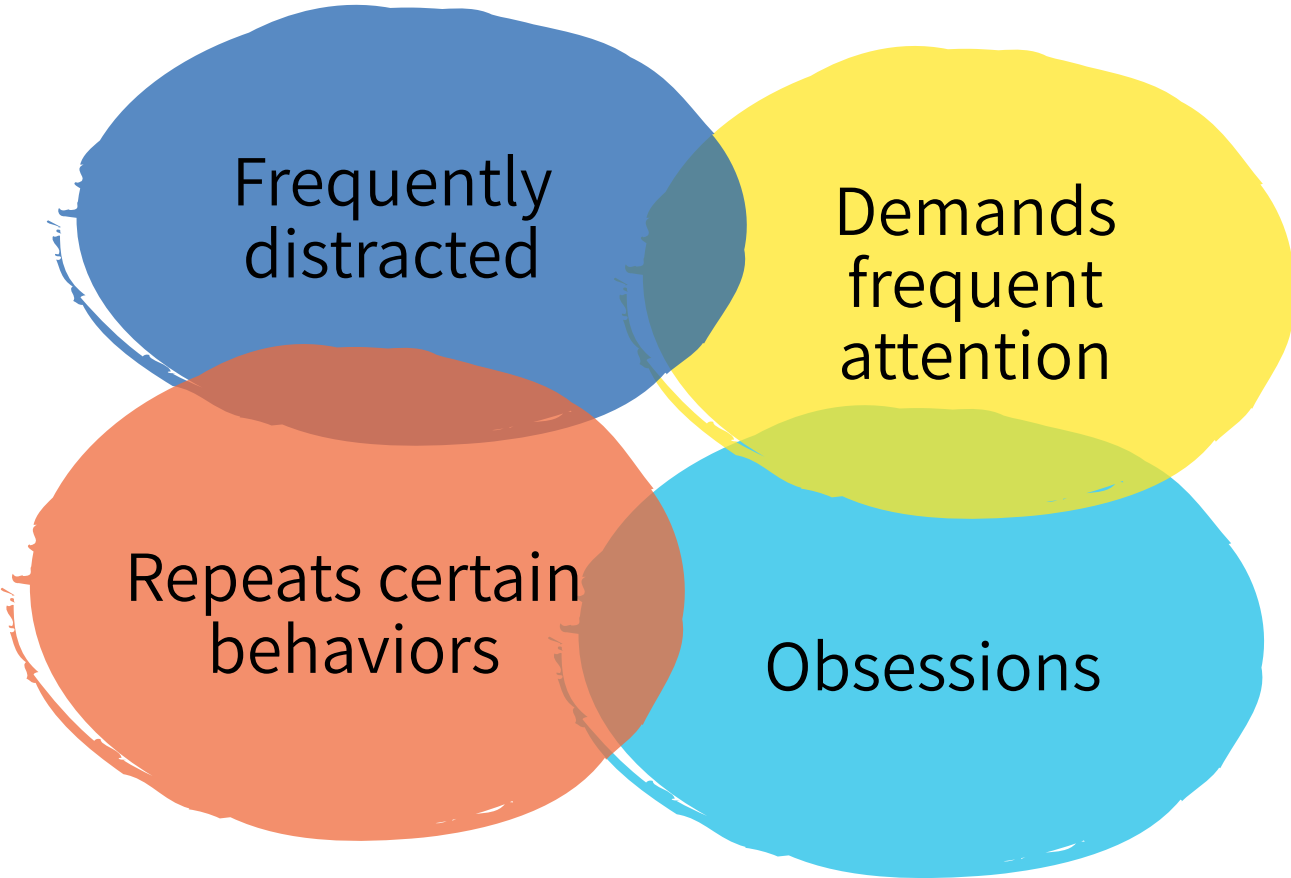 Frequently
distracted
Demands
frequent
attention
Repeats certain
behaviors
Obsessions